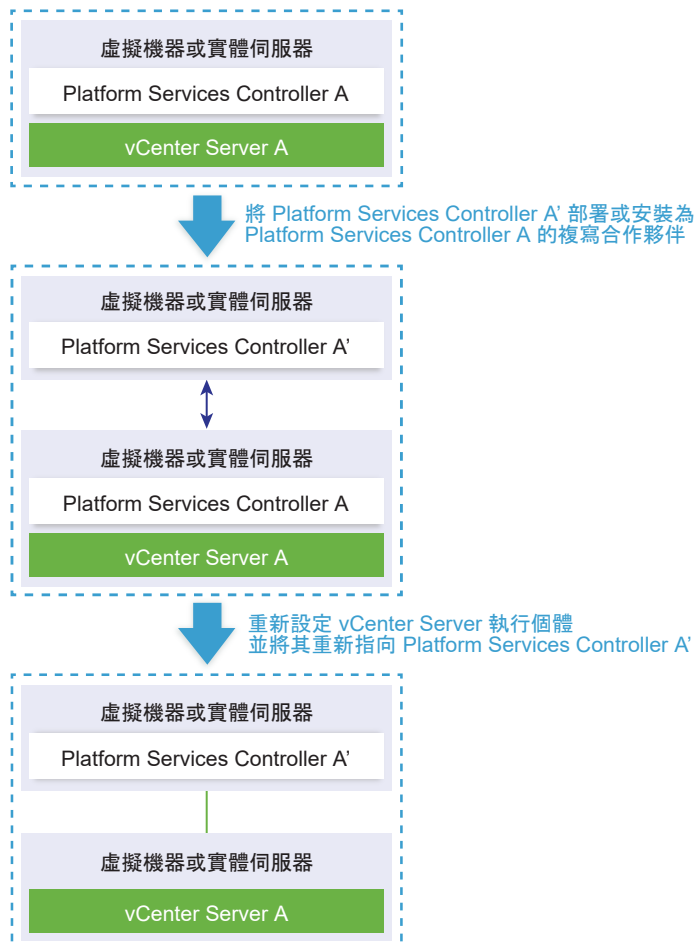 虛擬機器或實體伺服器
Platform Services Controller A
vCenter Server A
將 Platform Services Controller A’ 部署或安裝為
Platform Services Controller A 的複寫合作夥伴
虛擬機器或實體伺服器
Platform Services Controller A’
虛擬機器或實體伺服器
Platform Services Controller A
vCenter Server A
重新設定 vCenter Server 執行個體
並將其重新指向 Platform Services Controller A’
虛擬機器或實體伺服器
Platform Services Controller A’
虛擬機器或實體伺服器
vCenter Server A